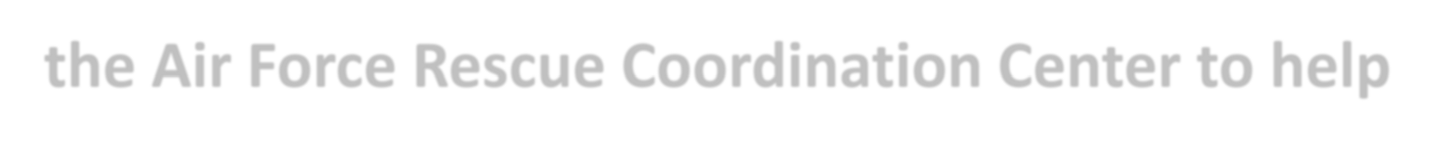 the Air Force Rescue Coordination Center to help